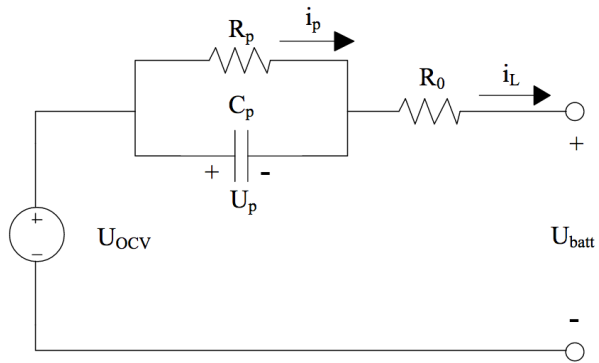 Rp
ip
R0
iL
Cp
+ -
Up
+
+
−
UOCV
Ubatt
-